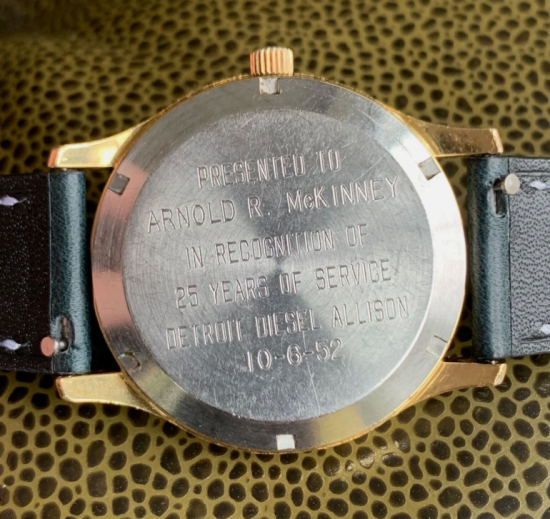 PRESENTED TO
ARNOLD R. McKINNEY
IN RECOGNITION OF
25 YEARS OF SERVICE
DETROIT DIESEL ALLISON
10-6-52